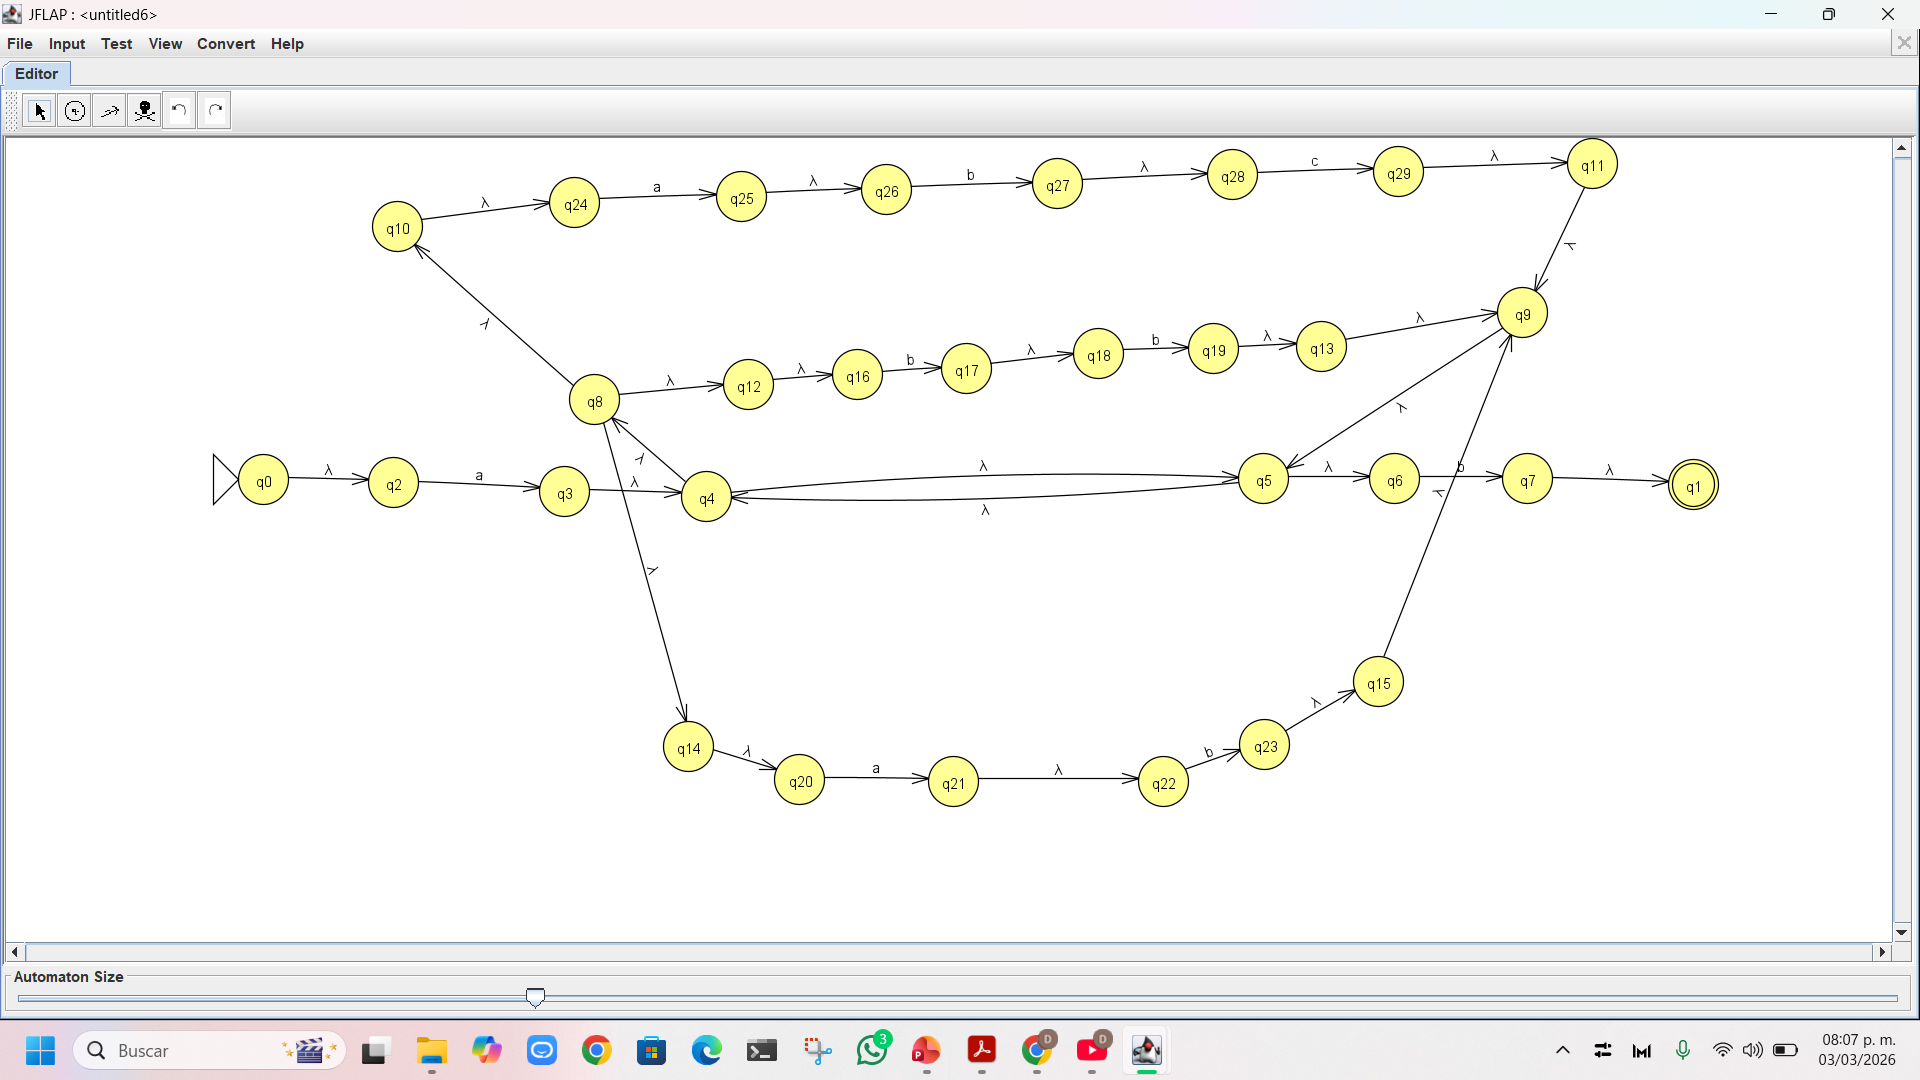 JFLAP : <untitled6>
File Input Test View Convert Help
Editor
λ a λ b λ c λ
q10 q24 q25 q26 q27 q28 q29 q11
λ
λ
λ λ b λ b λ λ
q8 q12 q16 q17 q18 q19 q13 q9
λ λ
λ a λ λ λ b λ
q0 q2 q3 q4 q5 q6 q7 q1
λ λ
λ
λ q15
λ a λ b
q14 q20 q21 q22 q23
Automaton Size
Buscar
3
D
D
08:07 p. m.
03/03/2026